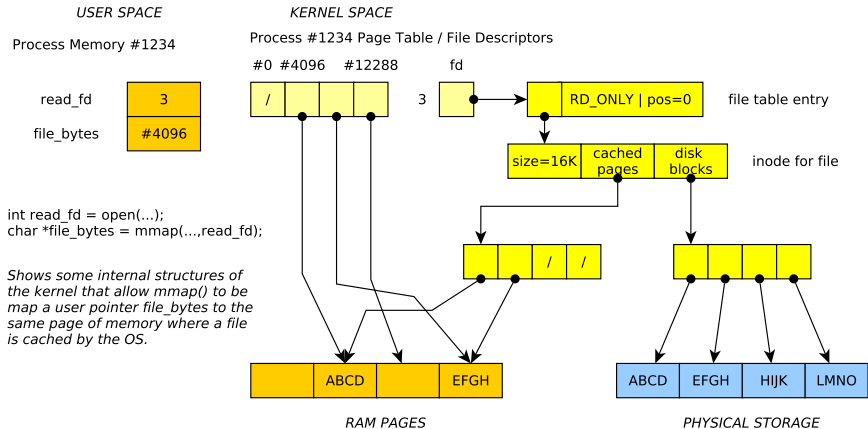 USER SPACE
KERNEL SPACE
Process Memory #1234
Process #1234 Page Table / File Descriptors
#0 #4096 #12288 fd
read_fd 3
/
3
RD_ONLY | pos=0
file table entry
file_bytes #4096
size=16K
cached
pages
disk
blocks
inode for file
int read_fd = open(...);
char *file_bytes = mmap(...,read_fd);
/ /
Shows some internal structures of
the kernel that allow mmap() to be
map a user pointer file_bytes to the
same page of memory where a file
is cached by the OS.
ABCD EFGH
ABCD EFGH HIJK LMNO
RAM PAGES
PHYSICAL STORAGE